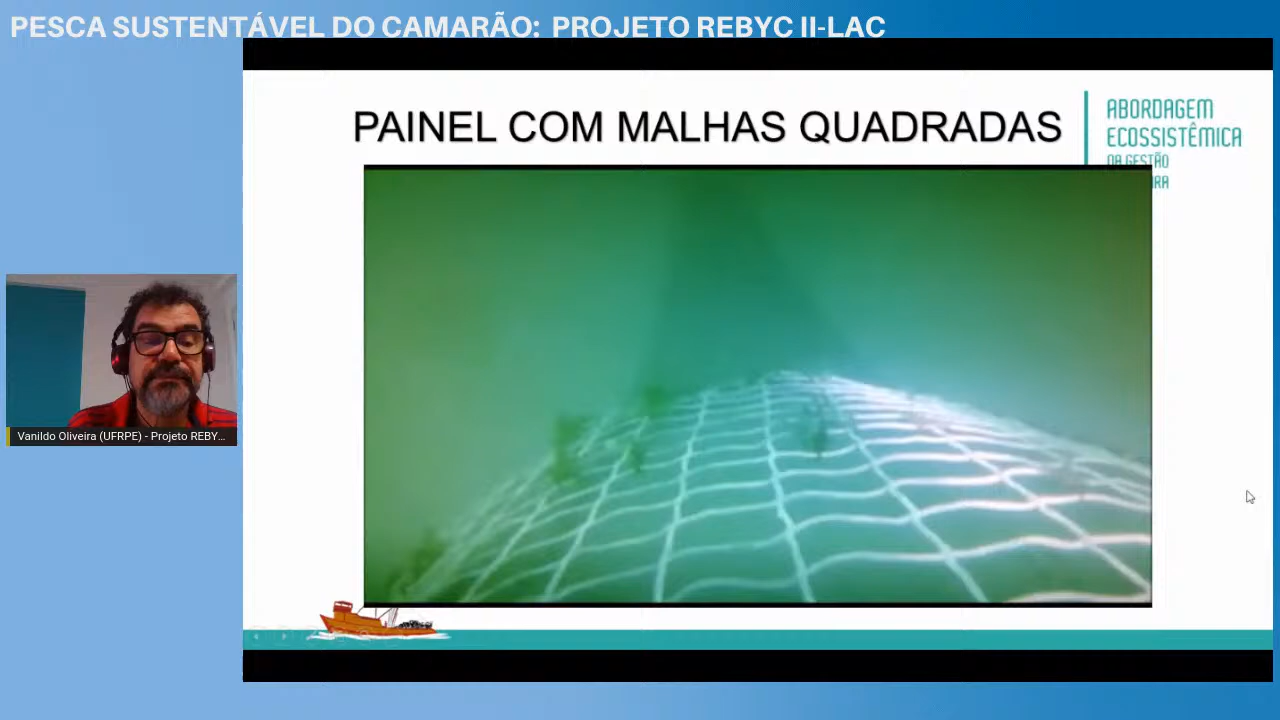 PESCA SUSTENTÁVEL DO CAMARÃO: PROJETO REBYC II-LAC
PAINEL COM MALHAS QUADRADAS
ABORDAGEM
ECOSSISTÊMICA
NA GESTÃO
Vanildo Oliveira (UFRPE) - Projeto REBY...